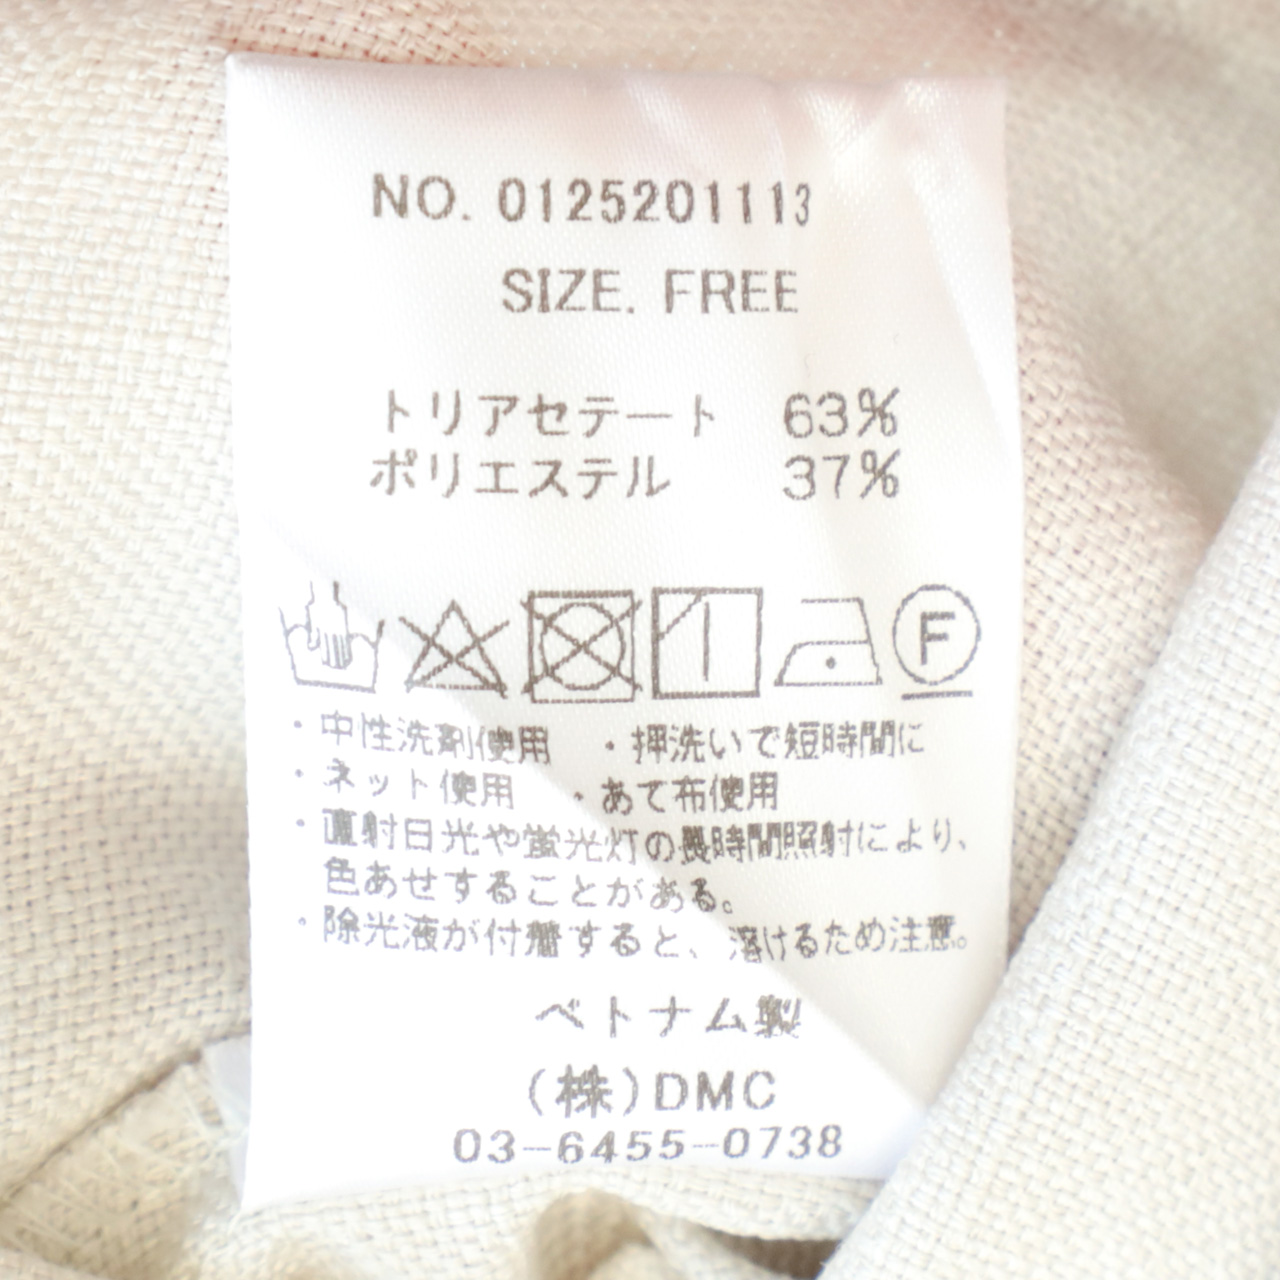 NO. 0125201113
SIZE. FREE
トリアセテート 63%
ポリエステル 37%
F
・中性洗剤使用 ・押洗いで短時間に
・ネット使用 ・あて布使用
・直射日光や蛍光灯の長時間照射により、
色あせすることがある。
・除光液が付着すると、溶けるため注意。
ベトナム製
(株)DMC
03-6455-0738